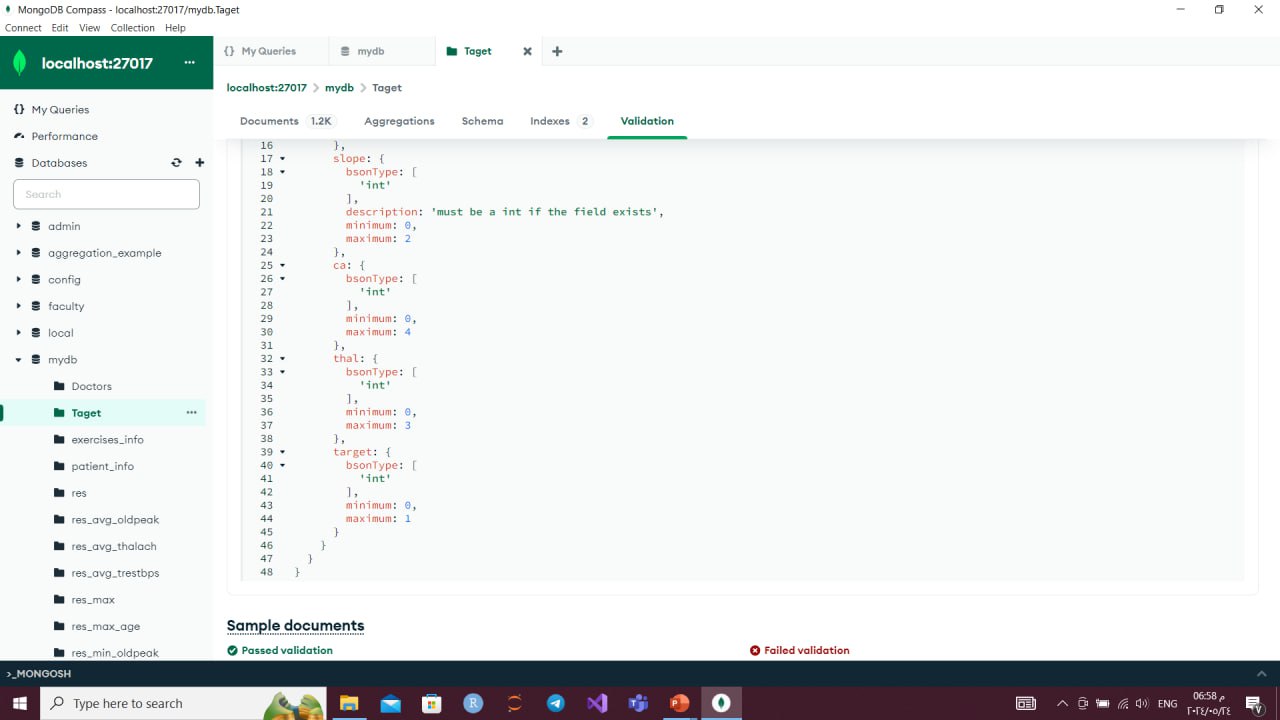 MongoDB Compass - localhost:27017/mydb.Taget
Connect Edit View Collection Help
localhost:27017 ...
{} My Queries
mydb
Taget
localhost:27017 > mydb > Taget
My Queries
Performance
Databases
Search
admin
aggregation_example
config
faculty
local
mydb
Doctors
Taget ...
exercises_info
patient_info
res
res_avg_oldpeak
res_avg_thalach
res_avg_trestbps
res_max
res_max_age
res_min_oldpeak
Documents 1.2K Aggregations Schema Indexes 2 Validation
16 },
17 slope: {
18 bsonType: [
19 'int'
20 ],
21 description: 'must be a int if the field exists',
22 minimum: 0,
23 maximum: 2
24 },
25 ca: {
26 bsonType: [
27 'int'
28 ],
29 minimum: 0,
30 maximum: 4
31 },
32 thal: {
33 bsonType: [
34 'int'
35 ],
36 minimum: 0,
37 maximum: 3
38 },
39 target: {
40 bsonType: [
41 'int'
42 ],
43 minimum: 0,
44 maximum: 1
45 }
46 }
47 }
48 }
Sample documents
Passed validation Failed validation
>_MONGOSH
Type here to search
ENG
06:58 م